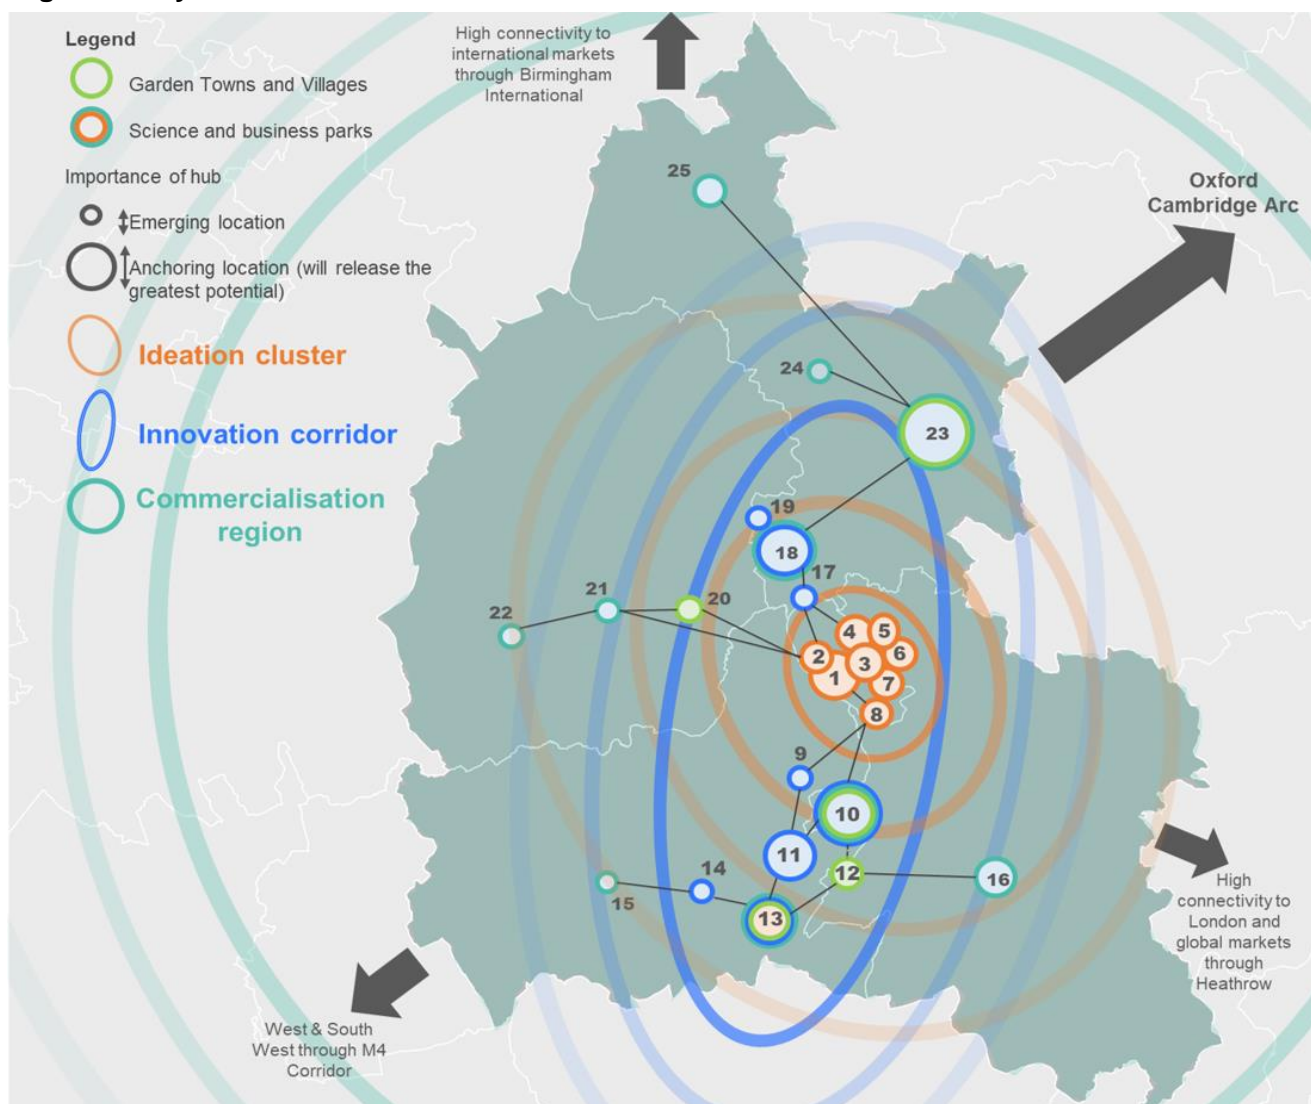 Legend
Garden Towns and Villages
Science and business parks
Importance of hub
Emerging location
Anchoring location (will release the
greatest potential)
Ideation cluster
Innovation corridor
Commercialisation
region
High connectivity to
international markets
through Birmingham
International
Oxford
Cambridge Arc
25
24
23
19
18
17
21
20
22
4
5
2
3
6
1
7
8
9
10
11
14
12
16
15
13
High
connectivity to
London and
global markets
through
Heathrow
West & South
West through M4
Corridor